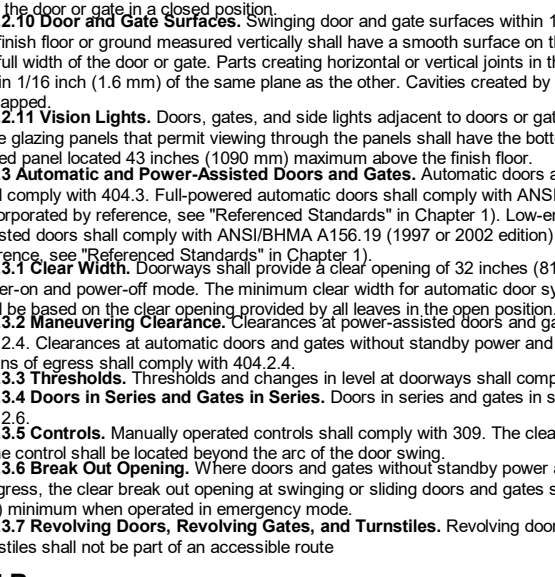 the door or gate in a closed position.
.2.10 Door and Gate Surfaces. Swinging door and gate surfaces within 1
finish floor or ground measured vertically shall have a smooth surface on th
full width of the door or gate. Parts creating horizontal or vertical joints in th
in 1/16 inch (1.6 mm) of the same plane as the other. Cavities created by
apped.
.2.11 Vision Lights. Doors, gates, and side lights adjacent to doors or gat
e glazing panels that permit viewing through the panels shall have the bott
ed panel located 43 inches (1090 mm) maximum above the finish floor.
.3 Automatic and Power-Assisted Doors and Gates. Automatic doors a
l comply with 404.3. Full-powered automatic doors shall comply with ANSI
orporated by reference, see "Referenced Standards" in Chapter 1). Low-en
sted doors shall comply with ANSI/BHMA A156.19 (1997 or 2002 edition)
rence, see "Referenced Standards" in Chapter 1).
.3.1 Clear Width. Doorways shall provide a clear opening of 32 inches (81
er-on and power-off mode. The minimum clear width for automatic door sy
l be based on the clear opening provided by all leaves in the open position.
.3.2 Maneuvering Clearance. Clearances at power-assisted doors and ga
.2.4. Clearances at automatic doors and gates without standby power and
ns of egress shall comply with 404.2.4.
.3.3 Thresholds. Thresholds and changes in level at doorways shall comp
.3.4 Doors in Series and Gates in Series. Doors in series and gates in s
.2.6.
.3.5 Controls. Manually operated controls shall comply with 309. The clea
e control shall be located beyond the arc of the door swing.
.3.6 Break Out Opening. Where doors and gates without standby power a
gress, the clear break out opening at swinging or sliding doors and gates s
) minimum when operated in emergency mode.
.3.7 Revolving Doors, Revolving Gates, and Turnstiles. Revolving door
stiles shall not be part of an accessible route